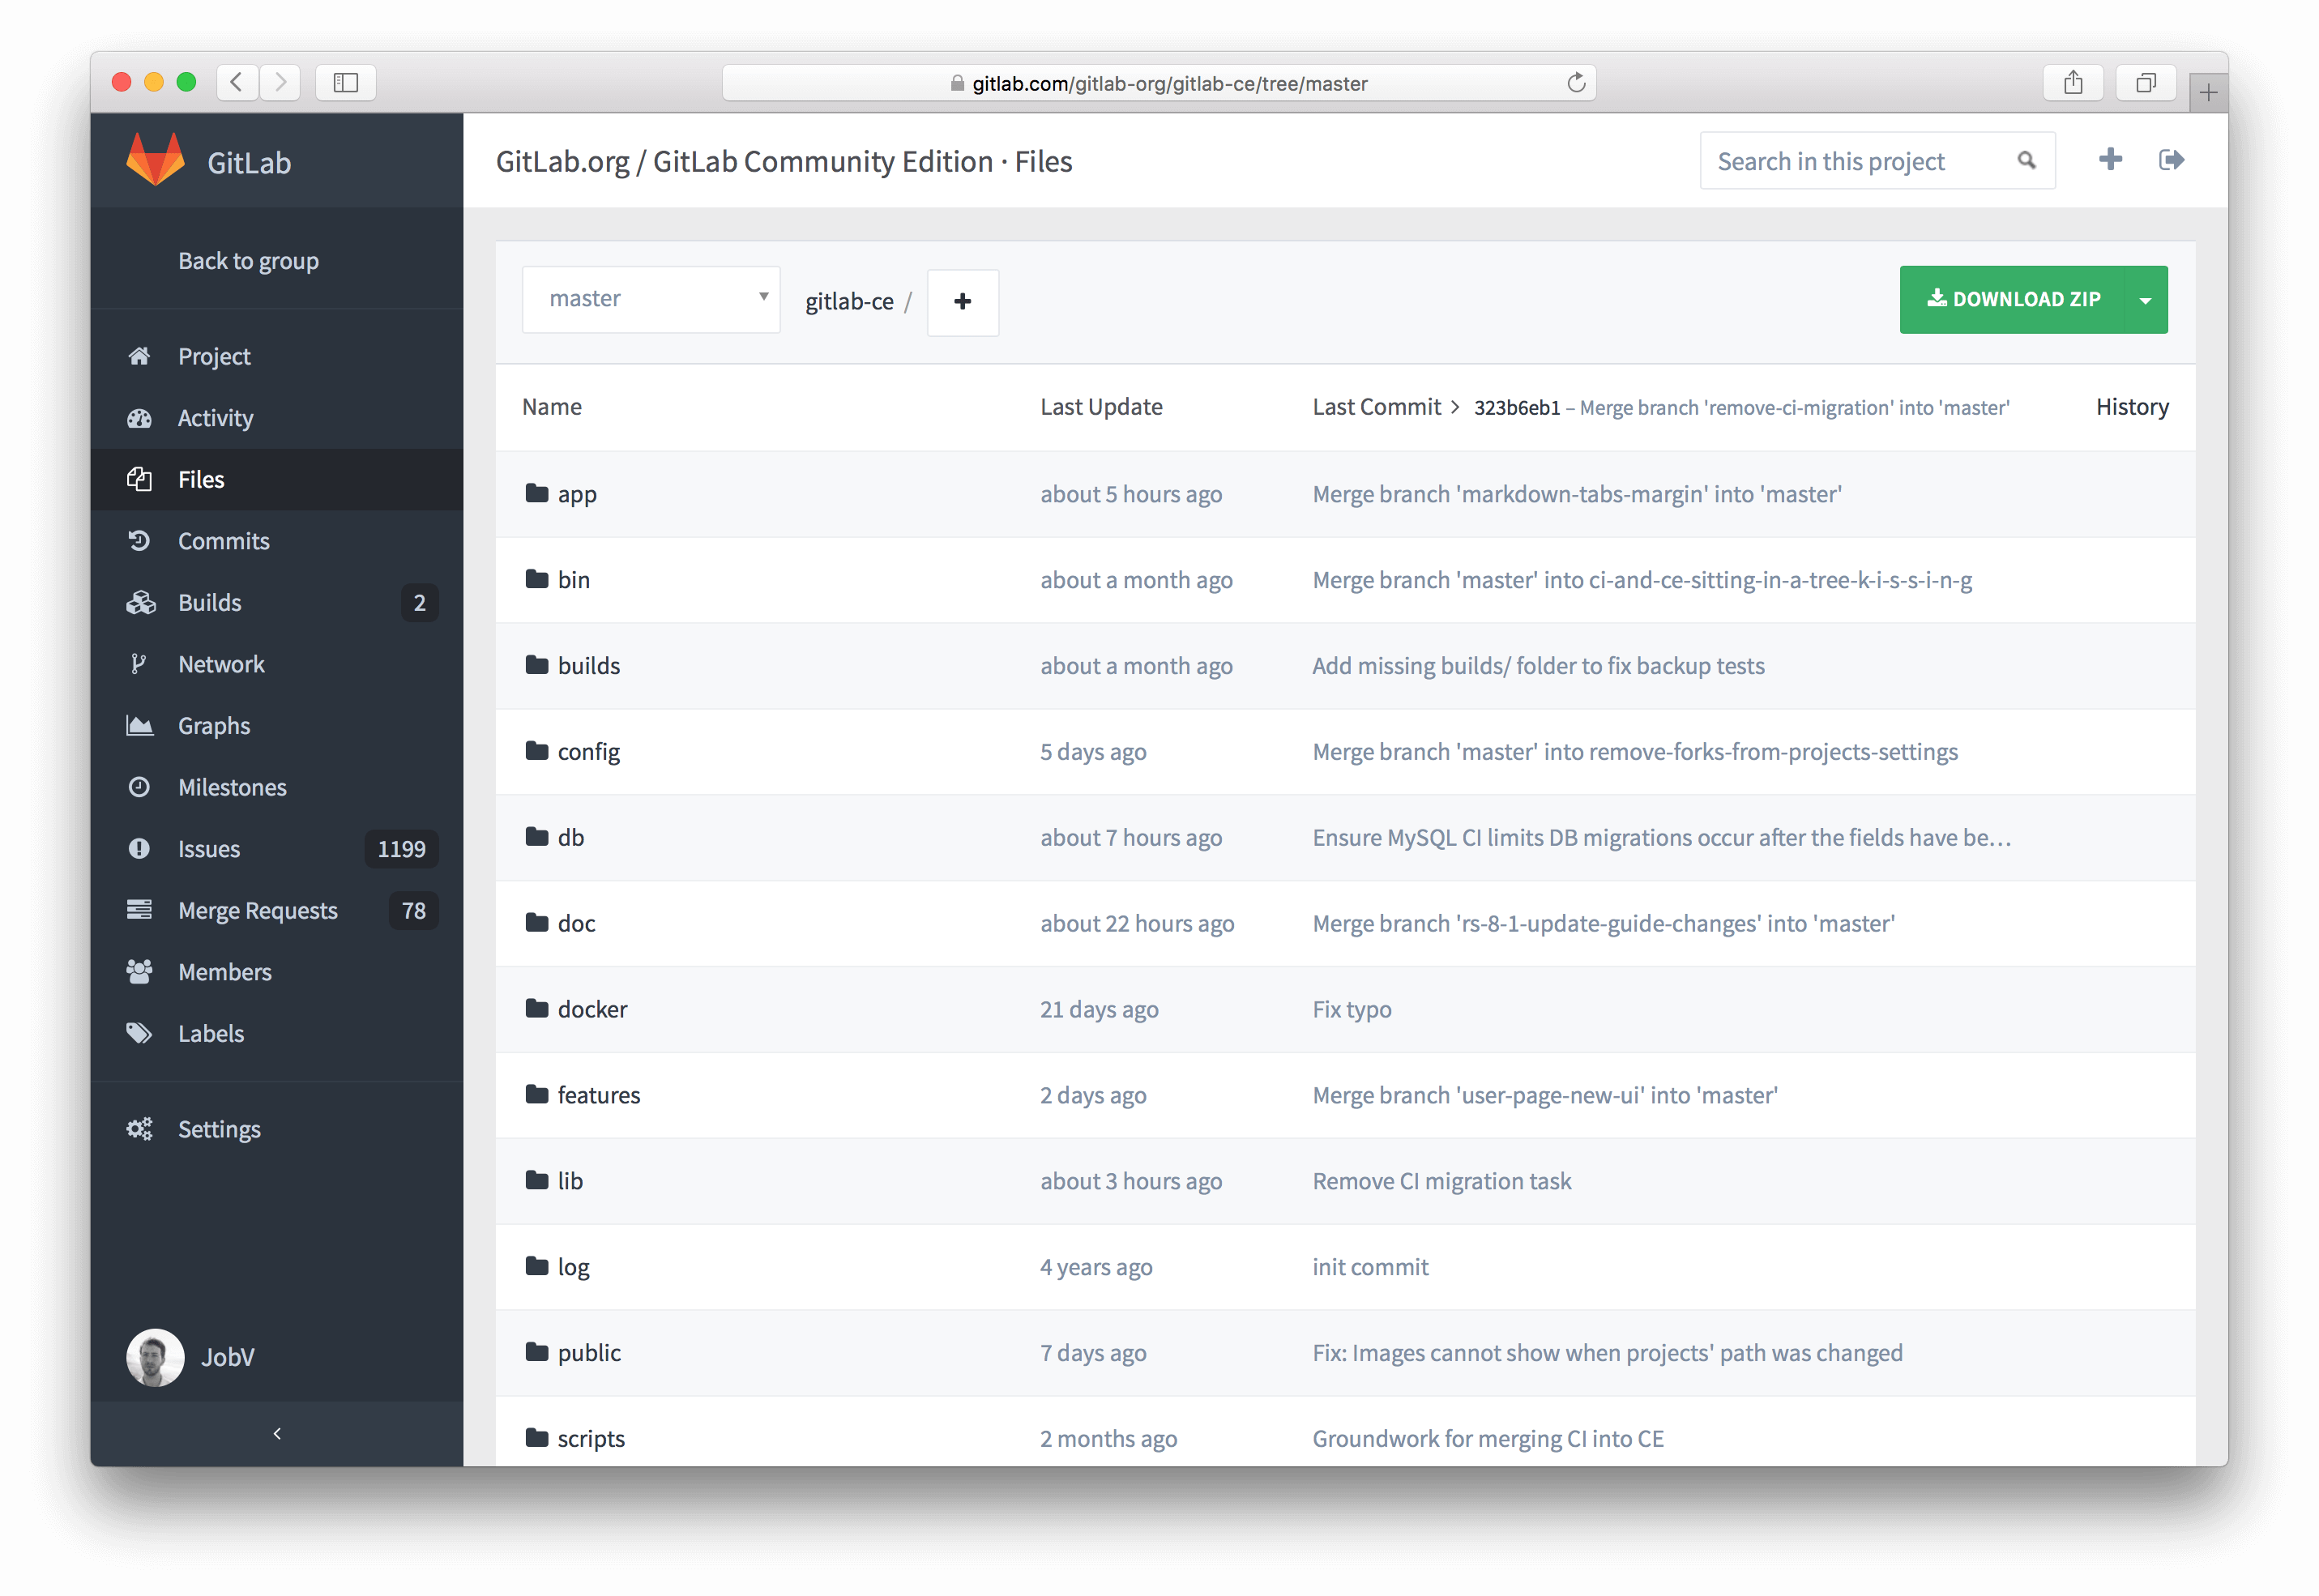 gitlab.com/gitlab-org/gitlab-ce/tree/master
GitLab
GitLab.org / GitLab Community Edition · Files
Search in this project
Back to group
Project
Activity
Files
Commits
Builds 2
Network
Graphs
Milestones
Issues 1199
Merge Requests 78
Members
Labels
Settings
JobV
master
gitlab-ce /
DOWNLOAD ZIP
Name Last Update Last Commit > 323b6eb1 – Merge branch 'remove-ci-migration' into 'master' History
app about 5 hours ago Merge branch 'markdown-tabs-margin' into 'master'
bin about a month ago Merge branch 'master' into ci-and-ce-sitting-in-a-tree-k-i-s-s-i-n-g
builds about a month ago Add missing builds/ folder to fix backup tests
config 5 days ago Merge branch 'master' into remove-forks-from-projects-settings
db about 7 hours ago Ensure MySQL CI limits DB migrations occur after the fields have be…
doc about 22 hours ago Merge branch 'rs-8-1-update-guide-changes' into 'master'
docker 21 days ago Fix typo
features 2 days ago Merge branch 'user-page-new-ui' into 'master'
lib about 3 hours ago Remove CI migration task
log 4 years ago init commit
public 7 days ago Fix: Images cannot show when projects' path was changed
scripts 2 months ago Groundwork for merging CI into CE